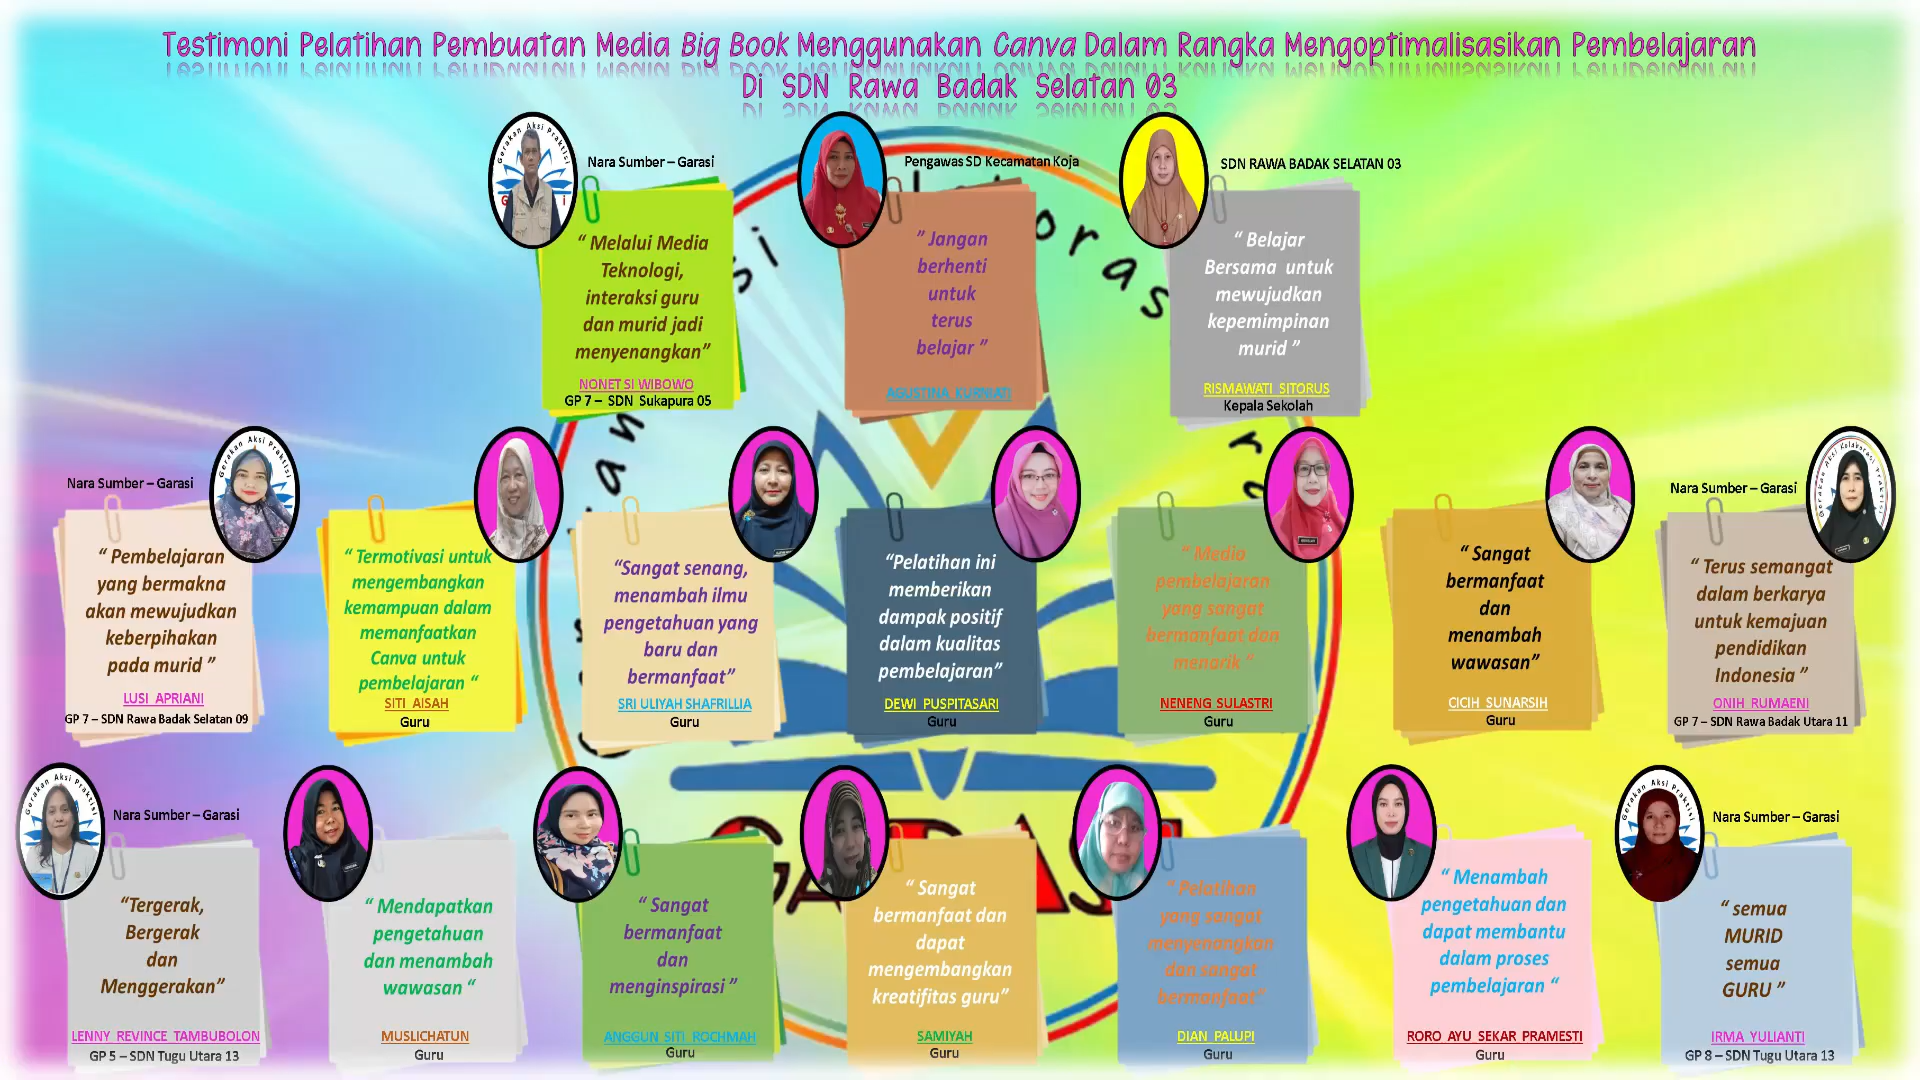 Testimoni Pelatihan Pembuatan Media Big Book Menggunakan Canva Dalam Rangka Mengoptimalisasikan Pembelajaran
Di SDN Rawa Badak Selatan 03
Nara Sumber – Garasi
“ Melalui Media
Teknologi,
interaksi guru
dan murid jadi
menyenangkan”
NONET SI WIBOWO
GP 7 – SDN Sukapura 05
Pengawas SD Kecamatan Koja
” Jangan
berhenti
untuk
terus
belajar ”
AGUSTINA KURNIATI
SDN RAWA BADAK SELATAN 03
“ Belajar
Bersama untuk
mewujudkan
kepemimpinan
murid ”
RISMAWATI SITORUS
Kepala Sekolah
Nara Sumber – Garasi
Gerakan Aksi Praktisi
“ Pembelajaran
yang bermakna
akan mewujudkan
keberpihakan
pada murid ”
LUSI APRIANI
GP 7 – SDN Rawa Badak Selatan 09
“ Termotivasi untuk
mengembangkan
kemampuan dalam
memanfaatkan
Canva untuk
pembelajaran “
SITI AISAH
Guru
“Sangat senang,
menambah ilmu
pengetahuan yang
baru dan
bermanfaat”
SRI ULIYAH SHAFRILLIA
Guru
“Pelatihan ini
memberikan
dampak positif
dalam kualitas
pembelajaran”
DEWI PUSPITASARI
Guru
“ Media
pembelajaran
yang sangat
bermanfaat dan
menarik “
NENENG SULASTRI
Guru
“ Sangat
bermanfaat
dan
menambah
wawasan”
CICIH SUNARSIH
Guru
Nara Sumber – Garasi
“ Terus semangat
dalam berkarya
untuk kemajuan
pendidikan
Indonesia ”
ONIH RUMAENI
GP 7 – SDN Rawa Badak Utara 11
Gerakan Aksi Praktisi
Nara Sumber – Garasi
“Tergerak,
Bergerak
dan
Menggerakan”
LENNY REVINCE TAMBUBOLON
GP 5 – SDN Tugu Utara 13
“ Mendapatkan
pengetahuan
dan menambah
wawasan “
MUSLICHATUN
Guru
“ Sangat
bermanfaat
dan
menginspirasi ”
ANGGUN SITI ROCHMAH
Guru
“ Sangat
bermanfaat dan
dapat
mengembangkan
kreatifitas guru”
SAMIYAH
Guru
“ Pelatihan
yang sangat
menyenangkan
dan sangat
bermanfaat”
DIAN PALUPI
Guru
“ Menambah
pengetahuan dan
dapat membantu
dalam proses
pembelajaran “
RORO AYU SEKAR PRAMESTI
Guru
Gerakan Aksi Praktisi
Nara Sumber – Garasi
“ semua
MURID
semua
GURU ”
IRMA YULIANTI
GP 8 – SDN Tugu Utara 13